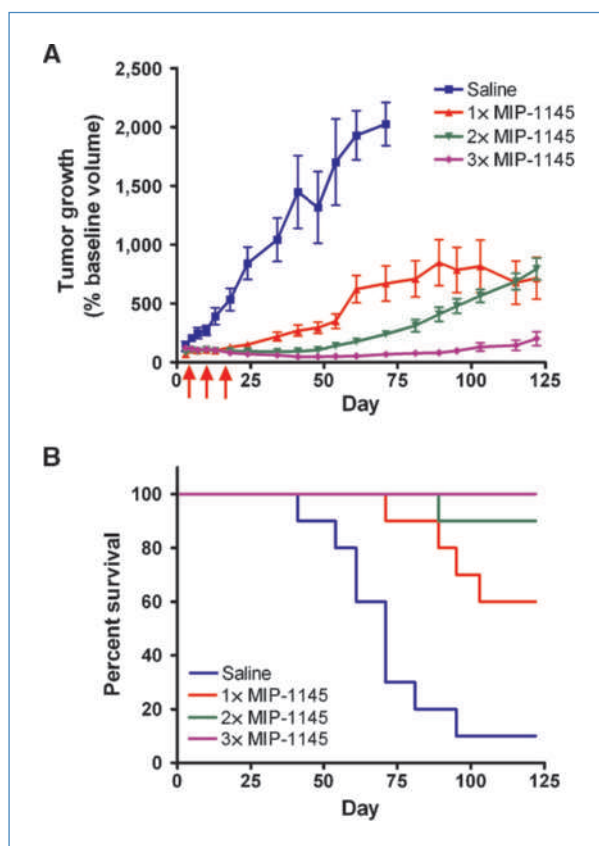 A
2,500
2,000
1,500
1,000
500
0
Tumor growth
(% baseline volume)
Saline
1× MIP-1145
2× MIP-1145
3× MIP-1145
0 25 50 75 100 125
Day
B
100
80
60
40
20
0
Percent survival
Saline
1× MIP-1145
2× MIP-1145
3× MIP-1145
0 25 50 75 100 125
Day